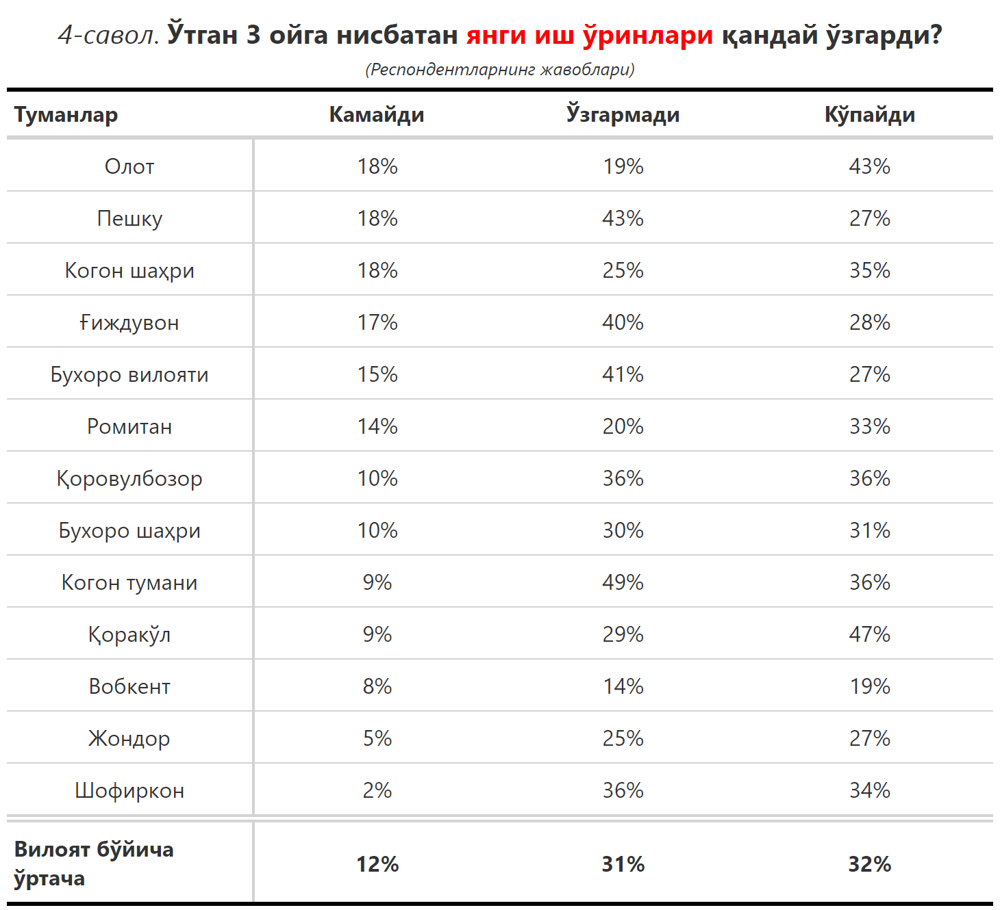 4-савол. Ўтган 3 ойга нисбатан янги иш ўринлари қандай ўзгарди?
(Респондентларнинг жавоблари)
Туманлар Камайди Ўзгармади Кўпайди
Олот 18% 19% 43%
Пешку 18% 43% 27%
Когон шаҳри 18% 25% 35%
Ғиждувон 17% 40% 28%
Бухоро вилояти 15% 41% 27%
Ромитан 14% 20% 33%
Қоровулбозор 10% 36% 36%
Бухоро шаҳри 10% 30% 31%
Когон тумани 9% 49% 36%
Қоракўл 9% 29% 47%
Вобкент 8% 14% 19%
Жондор 5% 25% 27%
Шофиркон 2% 36% 34%
Вилоят бўйича
ўртача 12% 31% 32%